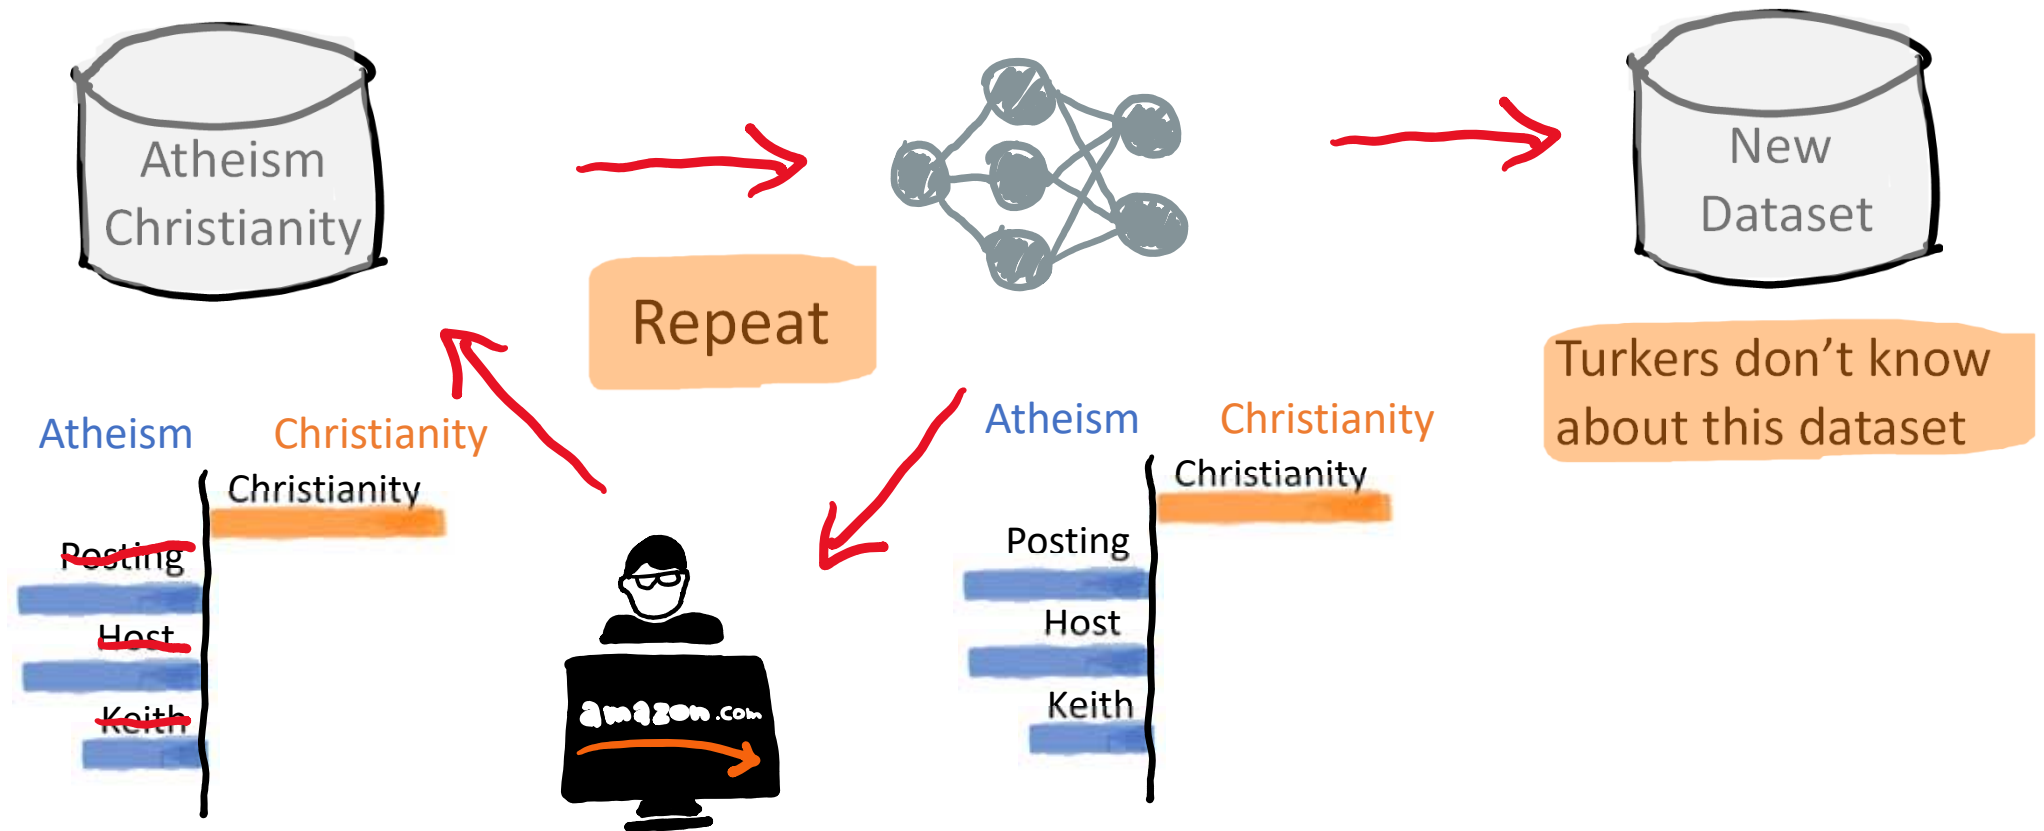 Atheism
Christianity
New
Dataset
Repeat
Turkers don't know
about this dataset
Atheism
Christianity
Christianity
Posting
Host
Keith
amazon.com
Atheism
Christianity
Christianity
Posting
Host
Keith